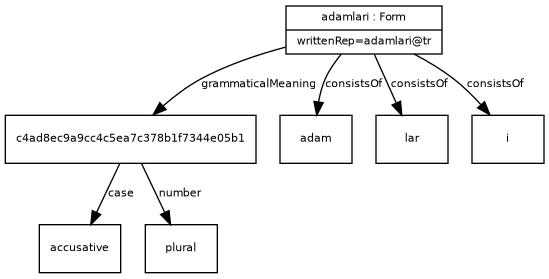 adamlari : Form
writtenRep=adamlari@tr
grammaticalMeaning
consistsOf
consistsOf
consistsOf
c4ad8ec9a9cc4c5ea7c378b1f7344e05b1
adam
lar
i
case
number
accusative
plural